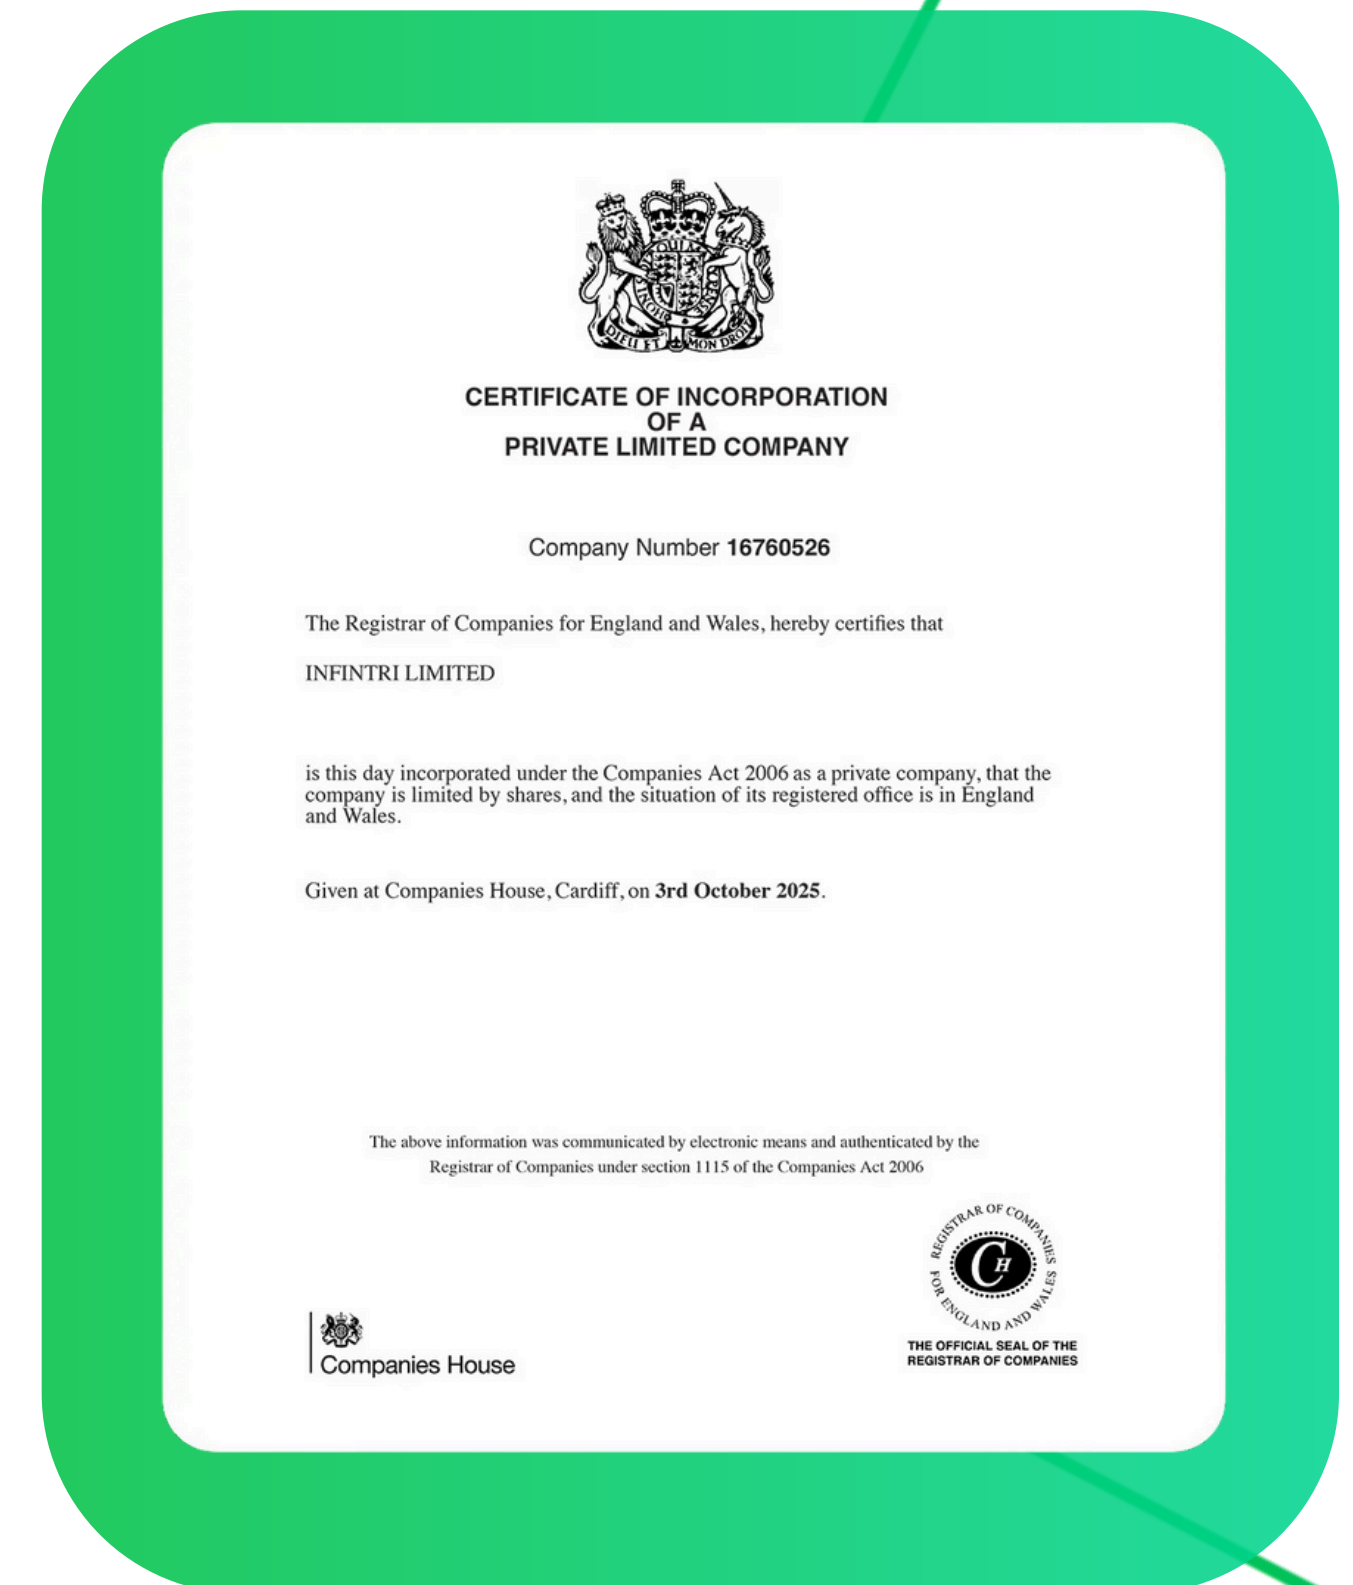 DIEU ET MON DROIT
CERTIFICATE OF INCORPORATION
OF A
PRIVATE LIMITED COMPANY
Company Number 16760526
The Registrar of Companies for England and Wales, hereby certifies that
INFINTRI LIMITED
is this day incorporated under the Companies Act 2006 as a private company, that the
company is limited by shares, and the situation of its registered office is in England
and Wales.
Given at Companies House, Cardiff, on 3rd October 2025.
The above information was communicated by electronic means and authenticated by the
Registrar of Companies under section 1115 of the Companies Act 2006
REGISTRAR OF COMPANIES
FOR ENGLAND AND WALES
CH
THE OFFICIAL SEAL OF THE
REGISTRAR OF COMPANIES
Companies House